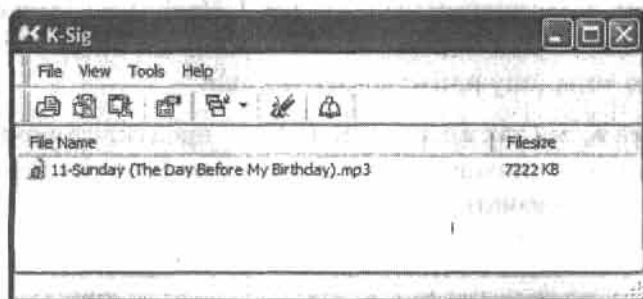 K-Sig
File View Tools Help
File Name Filesize
11-Sunday (The Day Before My Birthday).mp3 7222 KB